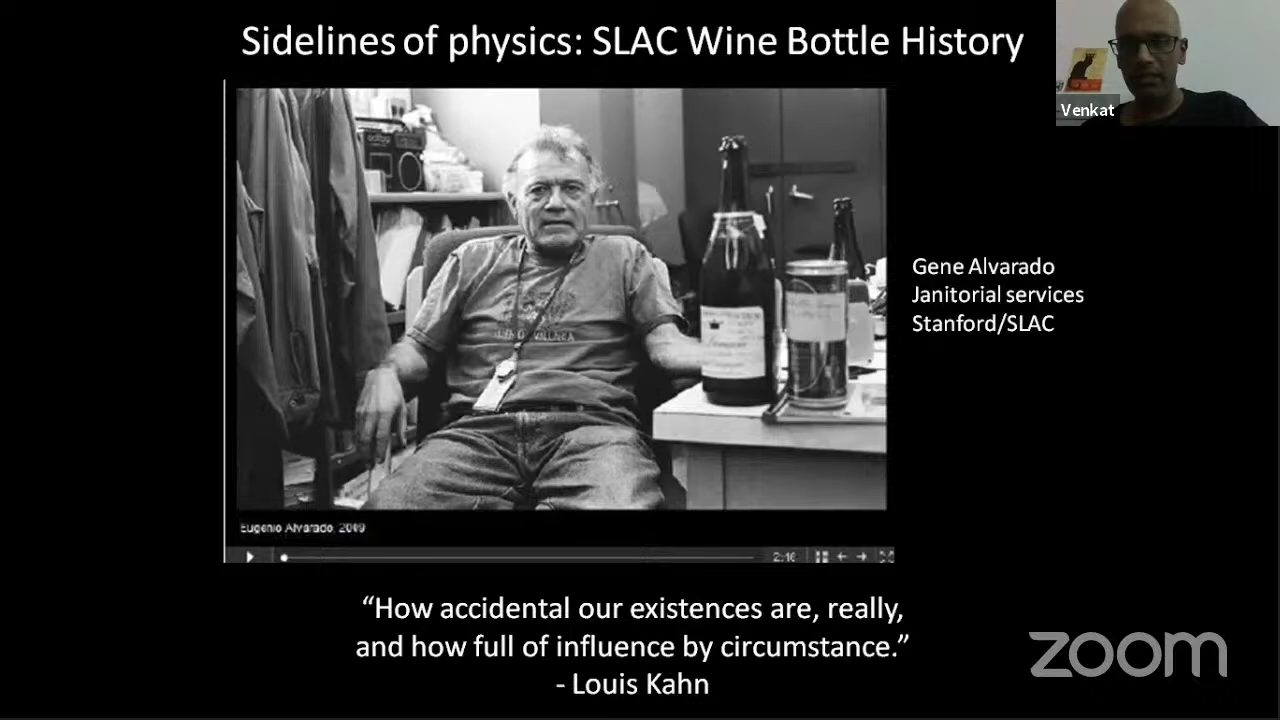 Sidelines of physics: SLAC Wine Bottle History
Venkat
Gene Alvarado
Janitorial services
Stanford/SLAC
Eugenio Alvarado, 2009
2:16
“How accidental our existences are, really,
and how full of influence by circumstance.”
- Louis Kahn
zoom